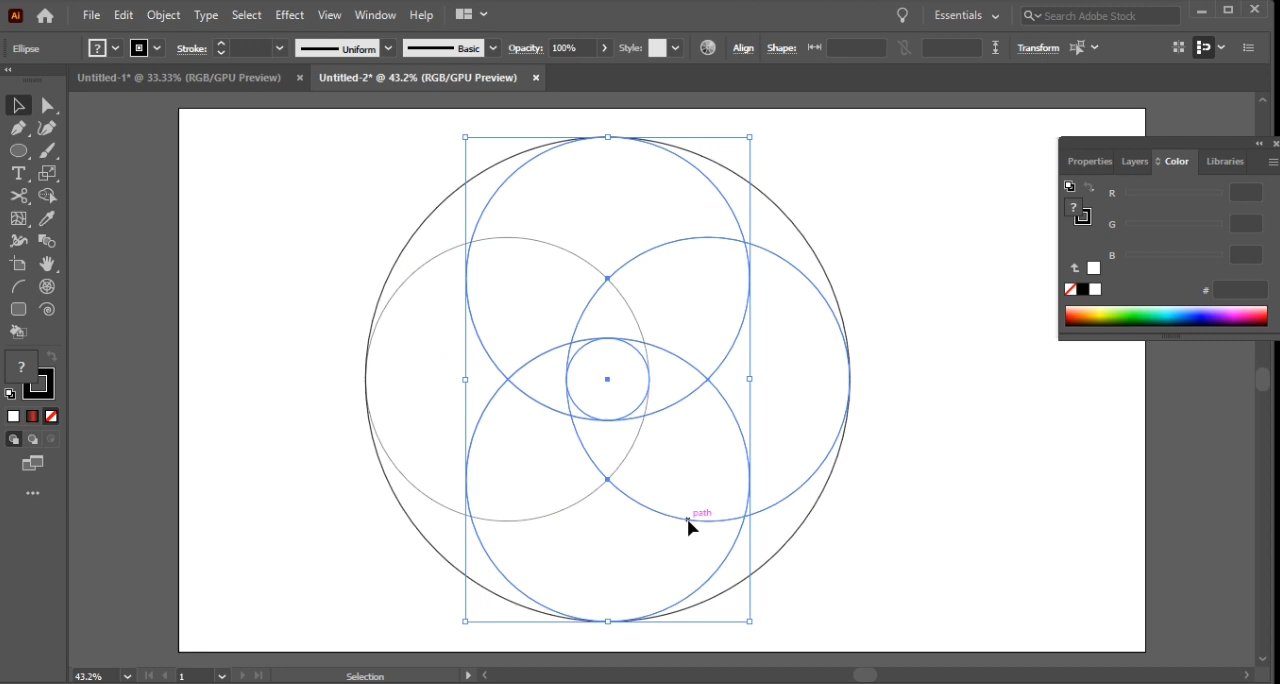 Ai File Edit Object Type Select Effect View Window Help Essentials Search Adobe Stock
Ellipse ? Stroke: Uniform Basic Opacity: 100% Style: Align Shape: Transform
Untitled-1* @ 33.33% (RGB/GPU Preview) × Untitled-2* @ 43.2% (RGB/GPU Preview) ×
Properties Layers Color Libraries
R
? G
B
#
?
path
43.2% 1 Selection